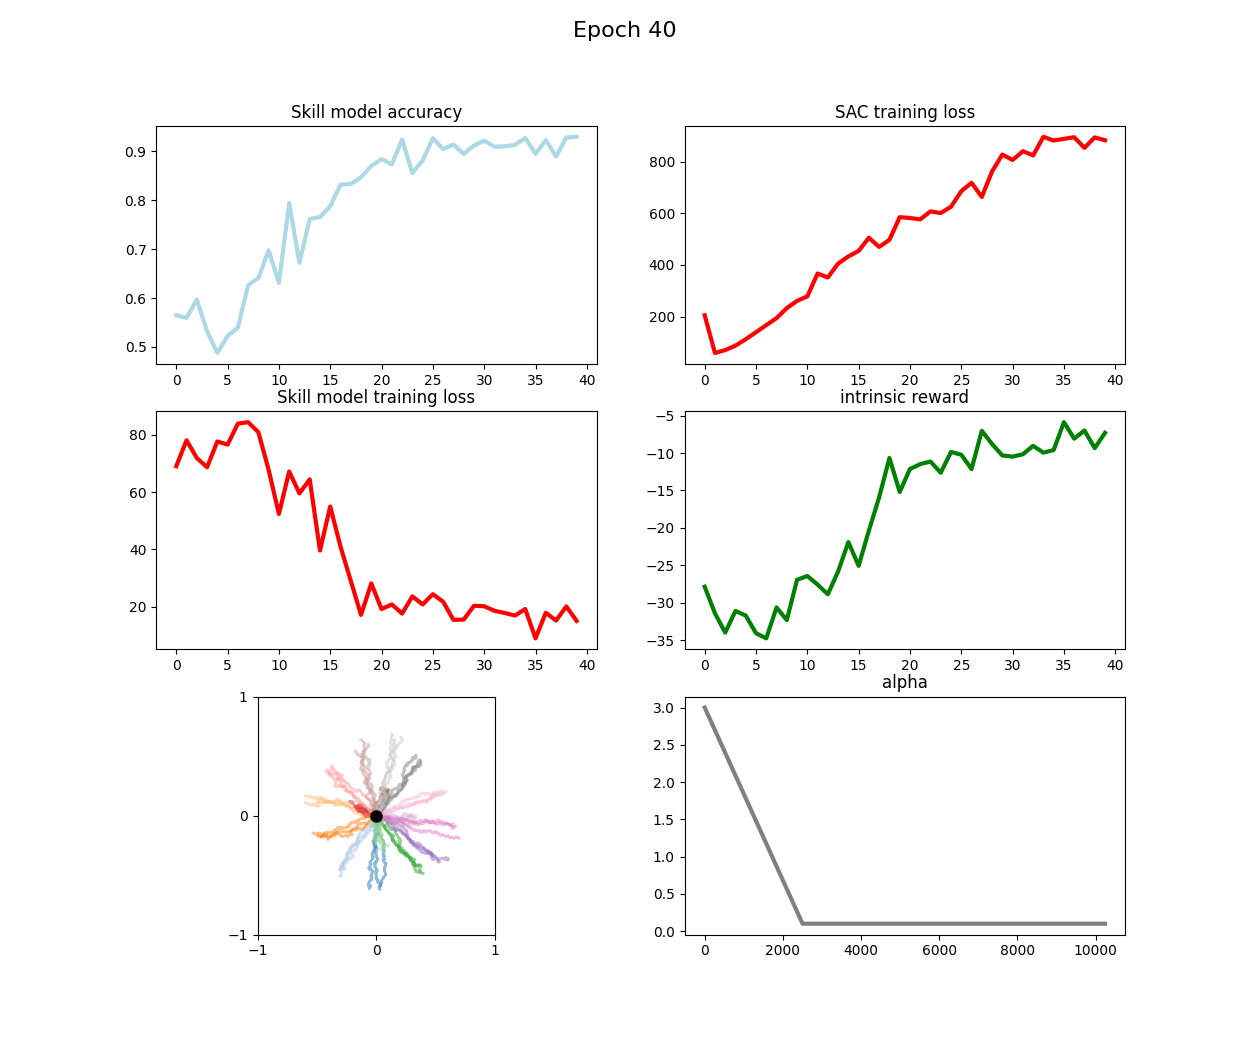 Epoch 40
Skill model accuracy
0.9
0.8
0.7
0.6
0.5
0 5 10 15 20 25 30 35 40
SAC training loss
800
600
400
200
0 5 10 15 20 25 30 35 40
Skill model training loss
80
60
40
20
0 5 10 15 20 25 30 35 40
intrinsic reward
−5
−10
−15
−20
−25
−30
−35
0 5 10 15 20 25 30 35 40
1
0
−1
−1 0 1
alpha
3.0
2.5
2.0
1.5
1.0
0.5
0.0
0 2000 4000 6000 8000 10000